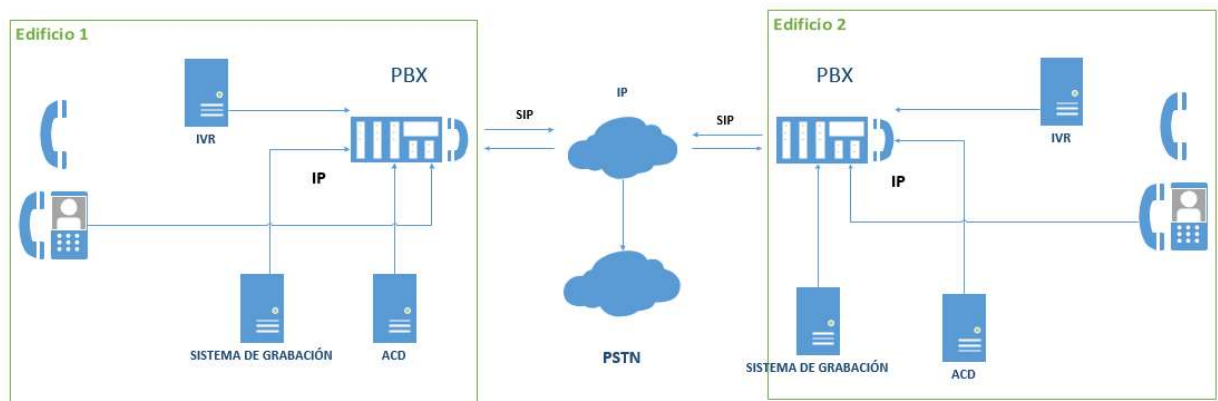 Edificio 1
PBX
IVR
IP
SISTEMA DE GRABACIÓN
ACD
SIP
IP
SIP
PSTN
Edificio 2
PBX
IVR
IP
SISTEMA DE GRABACIÓN
ACD